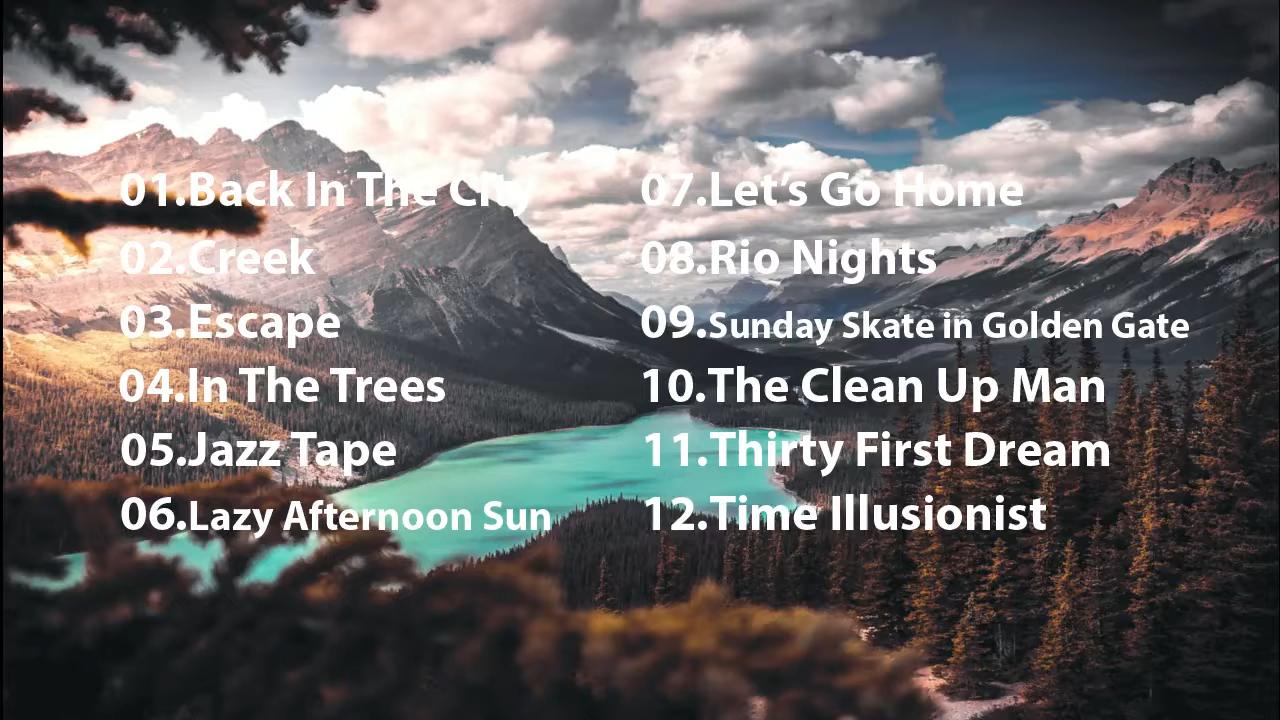 01.Back In The City
02.Creek
03.Escape
04.In The Trees
05.Jazz Tape
06.Lazy Afternoon Sun
07.Let's Go Home
08.Rio Nights
09.Sunday Skate in Golden Gate
10.The Clean Up Man
11.Thirty First Dream
12.Time Illusionist